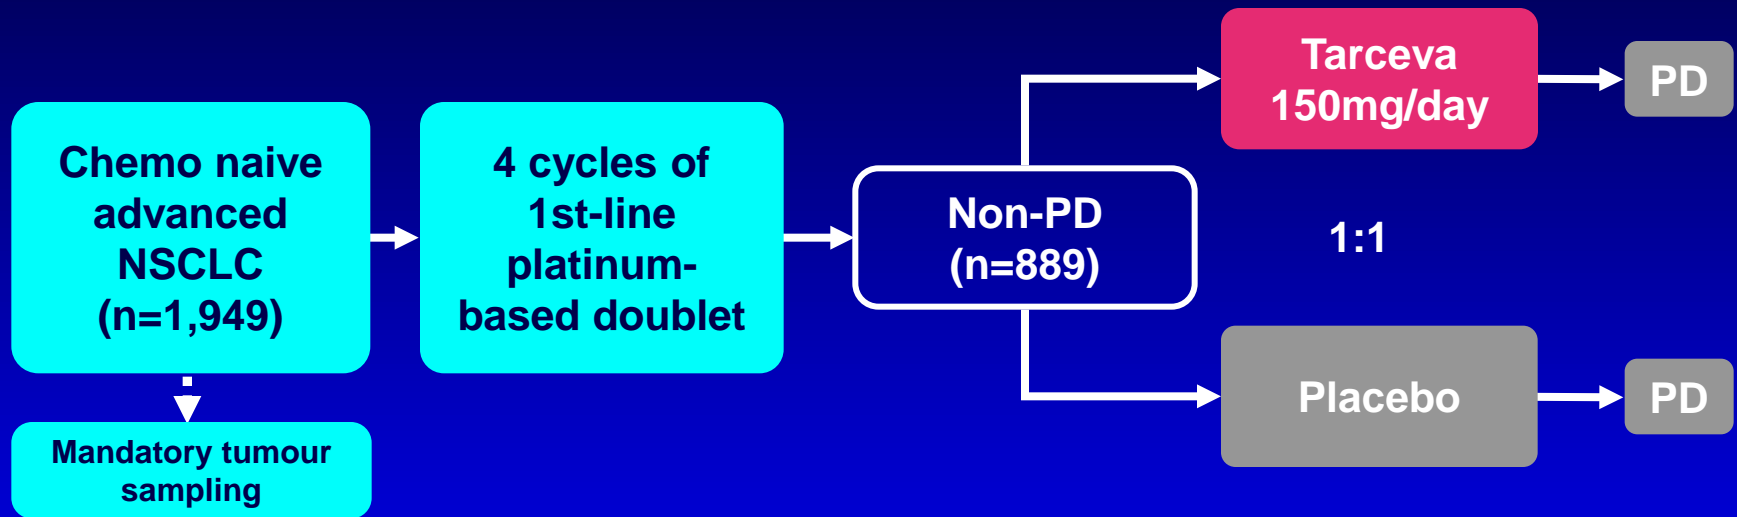 Chemo naive
advanced
NSCLC
(n=1,949)
Mandatory tumour
sampling
4 cycles of
1st-line
platinum-
based doublet
Non-PD
(n=889)
Tarceva
150mg/day
PD
1:1
Placebo
PD